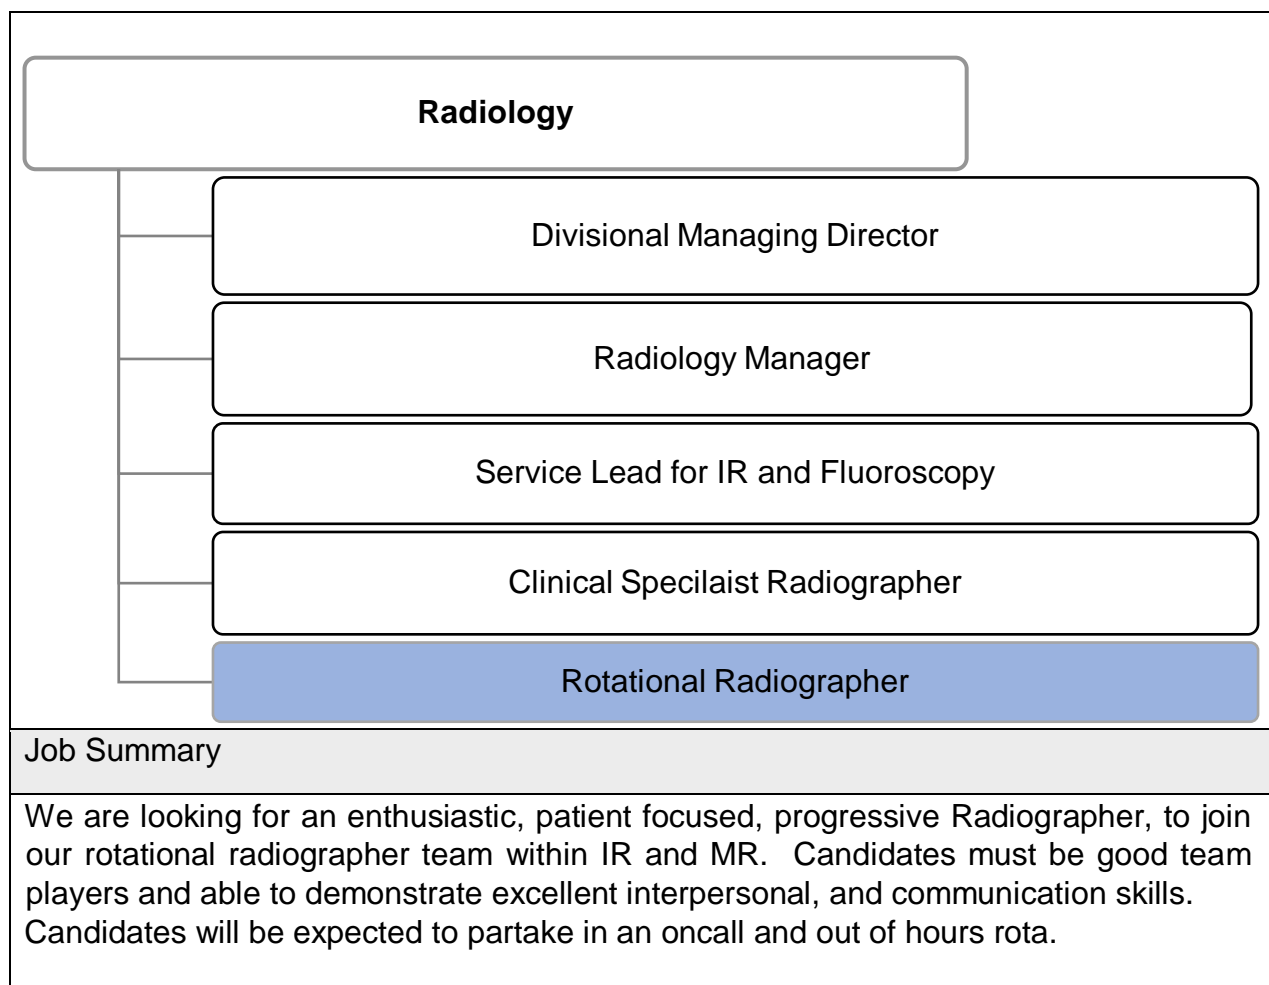 Radiology
Divisional Managing Director
Radiology Manager
Service Lead for IR and Fluoroscopy
Clinical Specilaist Radiographer
Rotational Radiographer
Job Summary
We are looking for an enthusiastic, patient focused, progressive Radiographer, to join
our rotational radiographer team within IR and MR.  Candidates must be good team
players and able to demonstrate excellent interpersonal, and communication skills.
Candidates will be expected to partake in an oncall and out of hours rota.